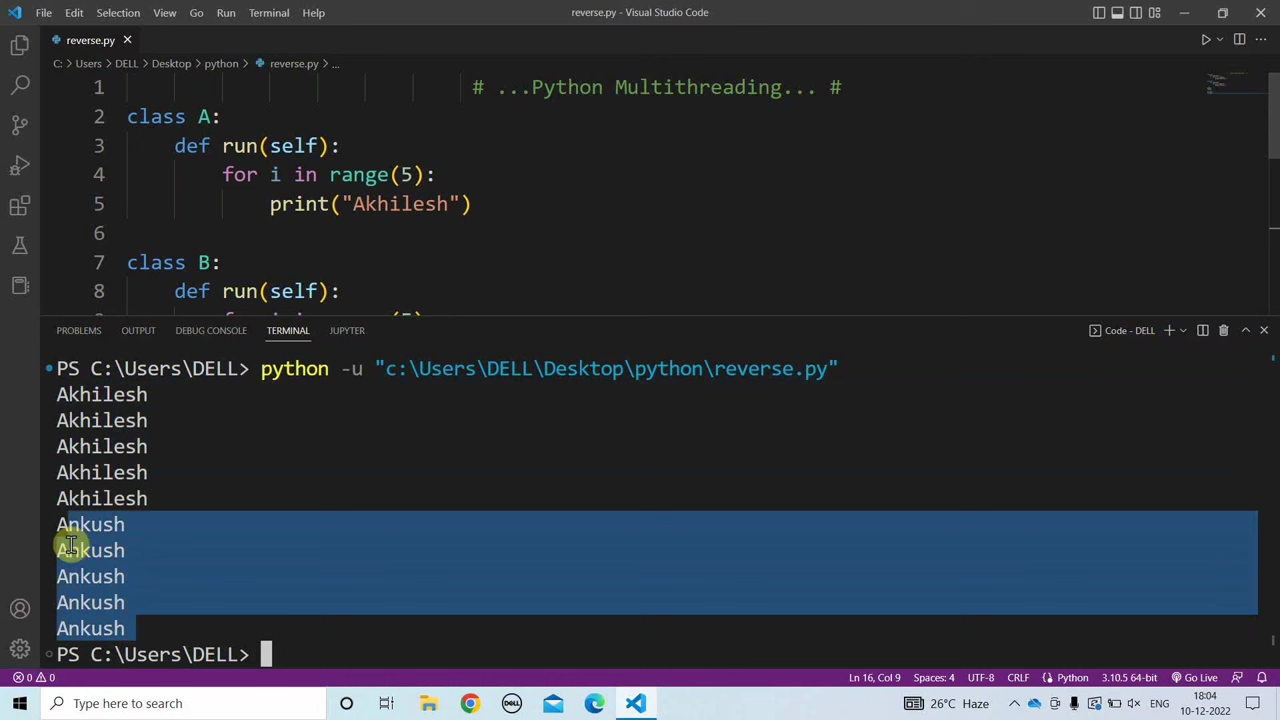 File Edit Selection View Go Run Terminal Help reverse.py - Visual Studio Code
reverse.py
C: > Users > DELL > Desktop > python > reverse.py > ...
1 # ...Python Multithreading... #
2 class A:
3 def run(self):
4 for i in range(5):
5 print("Akhilesh")
6
7 class B:
8 def run(self):
PROBLEMS OUTPUT DEBUG CONSOLE TERMINAL JUPYTER Code - DELL
PS C:\Users\DELL> python -u "c:\Users\DELL\Desktop\python\reverse.py"
Akhilesh
Akhilesh
Akhilesh
Akhilesh
Akhilesh
Ankush
Ankush
Ankush
Ankush
Ankush
PS C:\Users\DELL>
0 0 Ln 16, Col 9 Spaces: 4 UTF-8 CRLF Python 3.10.5 64-bit Go Live
Type here to search DELL 26°C Haze ENG 18:04
10-12-2022